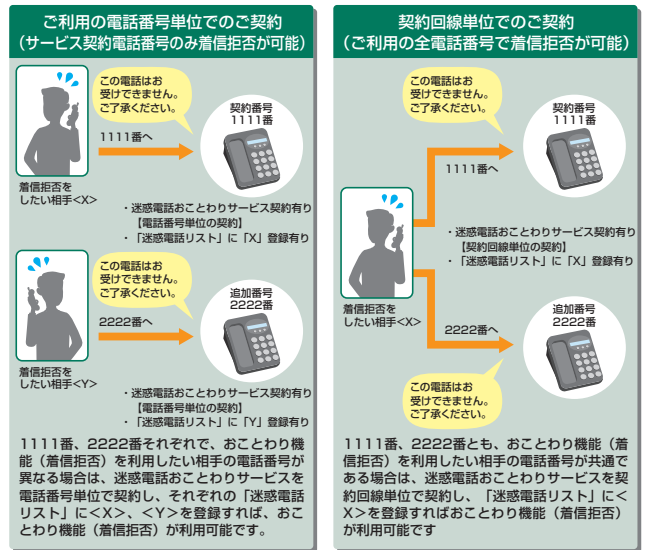 ご利用の電話番号単位でのご契約
（サービス契約電話番号のみ着信拒否が可能）
この電話はお
受けできません。
ご了承ください。
契約番号
1111番
1111番へ
着信拒否を
したい相手<X>
・迷惑電話おことわりサービス契約有り
【電話番号単位の契約】
・「迷惑電話リスト」に「X」登録有り
この電話はお
受けできません。
ご了承ください。
追加番号
2222番
2222番へ
着信拒否を
したい相手<Y>
・迷惑電話おことわりサービス契約有り
【電話番号単位の契約】
・「迷惑電話リスト」に「Y」登録有り
1111番、2222番それぞれで、おことわり機
能（着信拒否）を利用したい相手の電話番号が
異なる場合は、迷惑電話おことわりサービスを
電話番号単位で契約し、それぞれの「迷惑電話
リスト」に<X>、<Y>を登録すれば、おこ
とわり機能（着信拒否）が利用可能です。
契約回線単位でのご契約
（ご利用の全電話番号で着信拒否が可能）
この電話はお
受けできません。
ご了承ください。
契約番号
1111番
1111番へ
・迷惑電話おことわりサービス契約有り
【契約回線単位の契約】
・「迷惑電話リスト」に「X」登録有り
着信拒否を
したい相手<X>
追加番号
2222番
2222番へ
この電話はお
受けできません。
ご了承ください。
1111番、2222番とも、おことわり機能（着
信拒否）を利用したい相手の電話番号が共通で
ある場合は、迷惑電話おことわりサービスを契
約回線単位で契約し、「迷惑電話リスト」に<
X>を登録すればおことわり機能（着信拒否）
が利用可能です